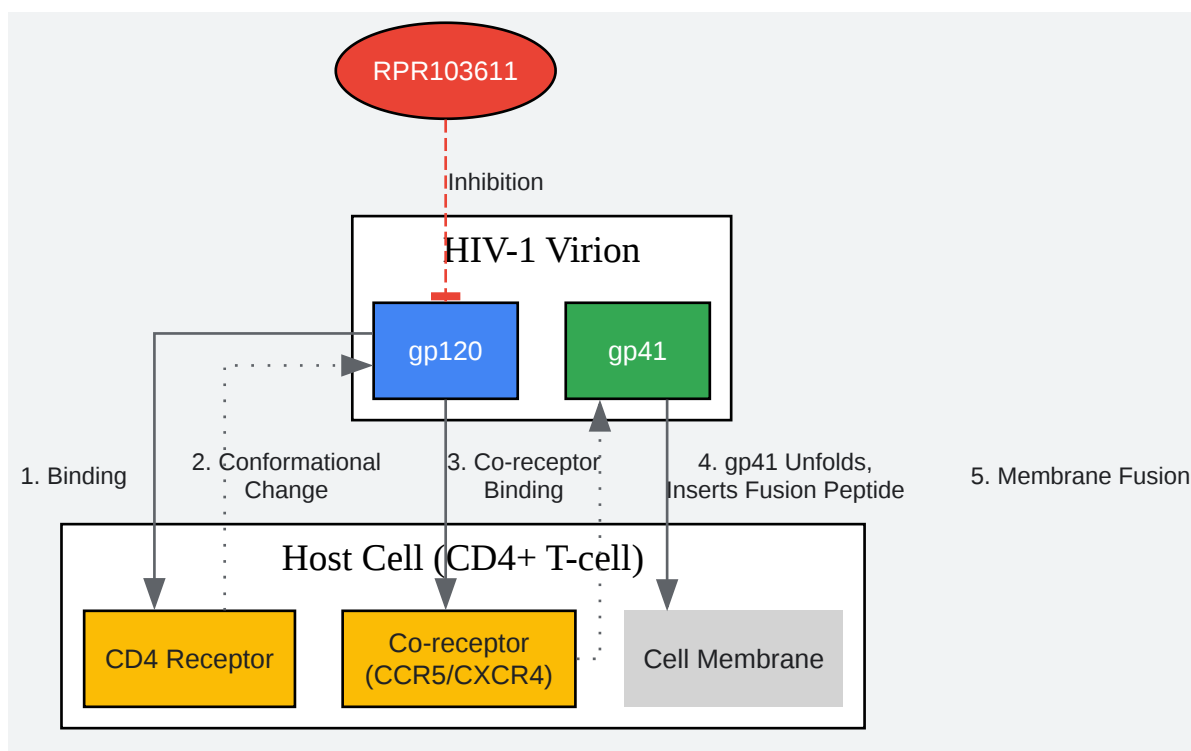 RPR103611
Inhibition
HIV-1 Virion
gp120
gp41
1. Binding
2. Conformational
Change
3. Co-receptor
Binding
4. gp41 Unfolds,
Inserts Fusion Peptide
5. Membrane Fusion
Host Cell (CD4+ T-cell)
CD4 Receptor
Co-receptor
(CCR5/CXCR4)
Cell Membrane